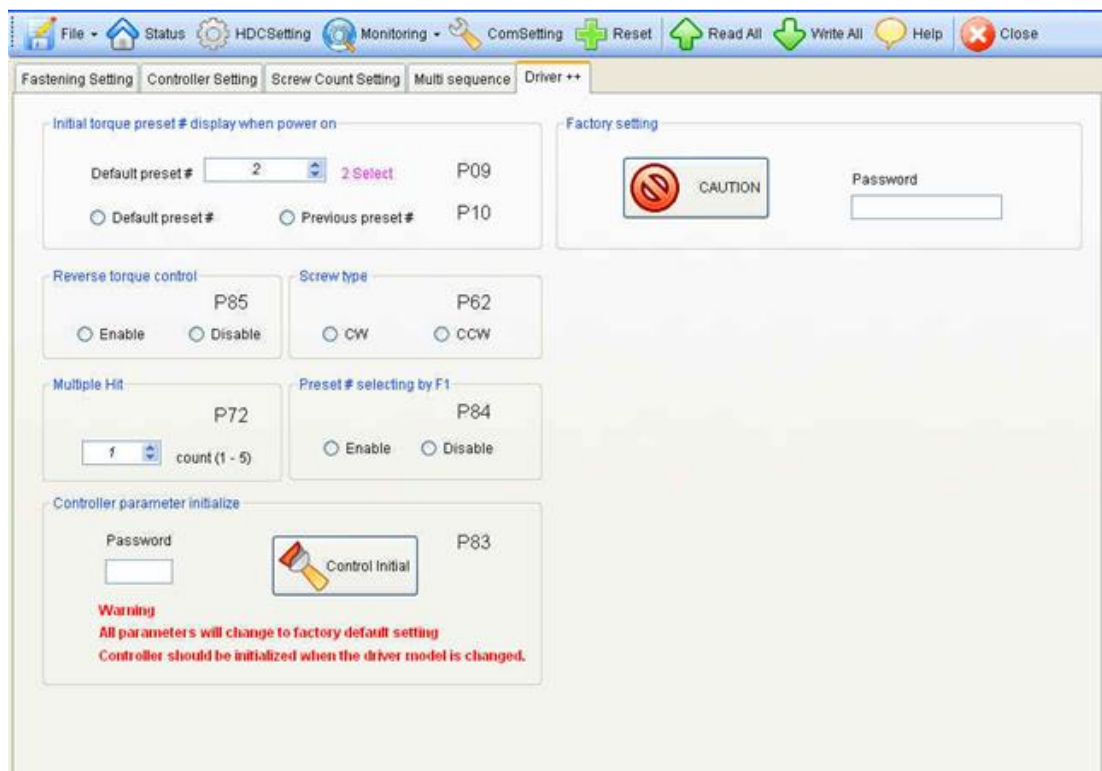 File Status HDCSetting Monitoring ComSetting Reset Read All Write All Help Close
Fastening Setting Controller Setting Screw Count Setting Multi sequence Driver ++
Initial torque preset # display when power on
Default preset # 2 2 Select P09
Default preset # Previous preset # P10
Factory setting
CAUTION
Password
Reverse torque control
P85
Enable Disable
Screw type
P62
CW CCW
Multiple Hit
P72
1 count (1 - 5)
Preset # selecting by F1
P84
Enable Disable
Controller parameter initialize
Password
Control Initial
P83
Warning
All parameters will change to factory default setting
Controller should be initialized when the driver model is changed.